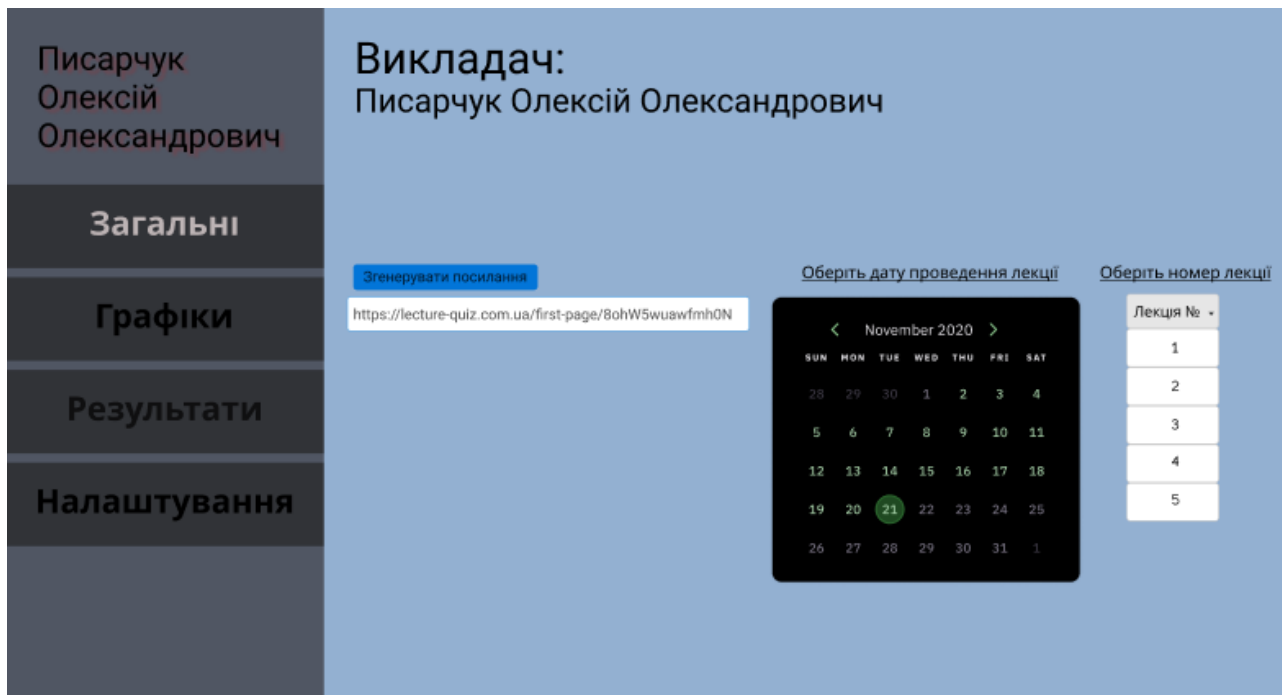 Писарчук
Олексій
Олександрович
Загальні
Графіки
Результати
Налаштування
Викладач:
Писарчук Олексій Олександрович
Згенерувати посилання
https://lecture-quiz.com.ua/first-page/8ohW5wuawfmh0N
Оберіть дату проведення лекції
November 2020
SUN MON TUE WED THU FRI SAT
28 29 30 1 2 3 4
5 6 7 8 9 10 11
12 13 14 15 16 17 18
19 20 21 22 23 24 25
26 27 28 29 30 31 1
Оберіть номер лекції
Лекція №
1
2
3
4
5